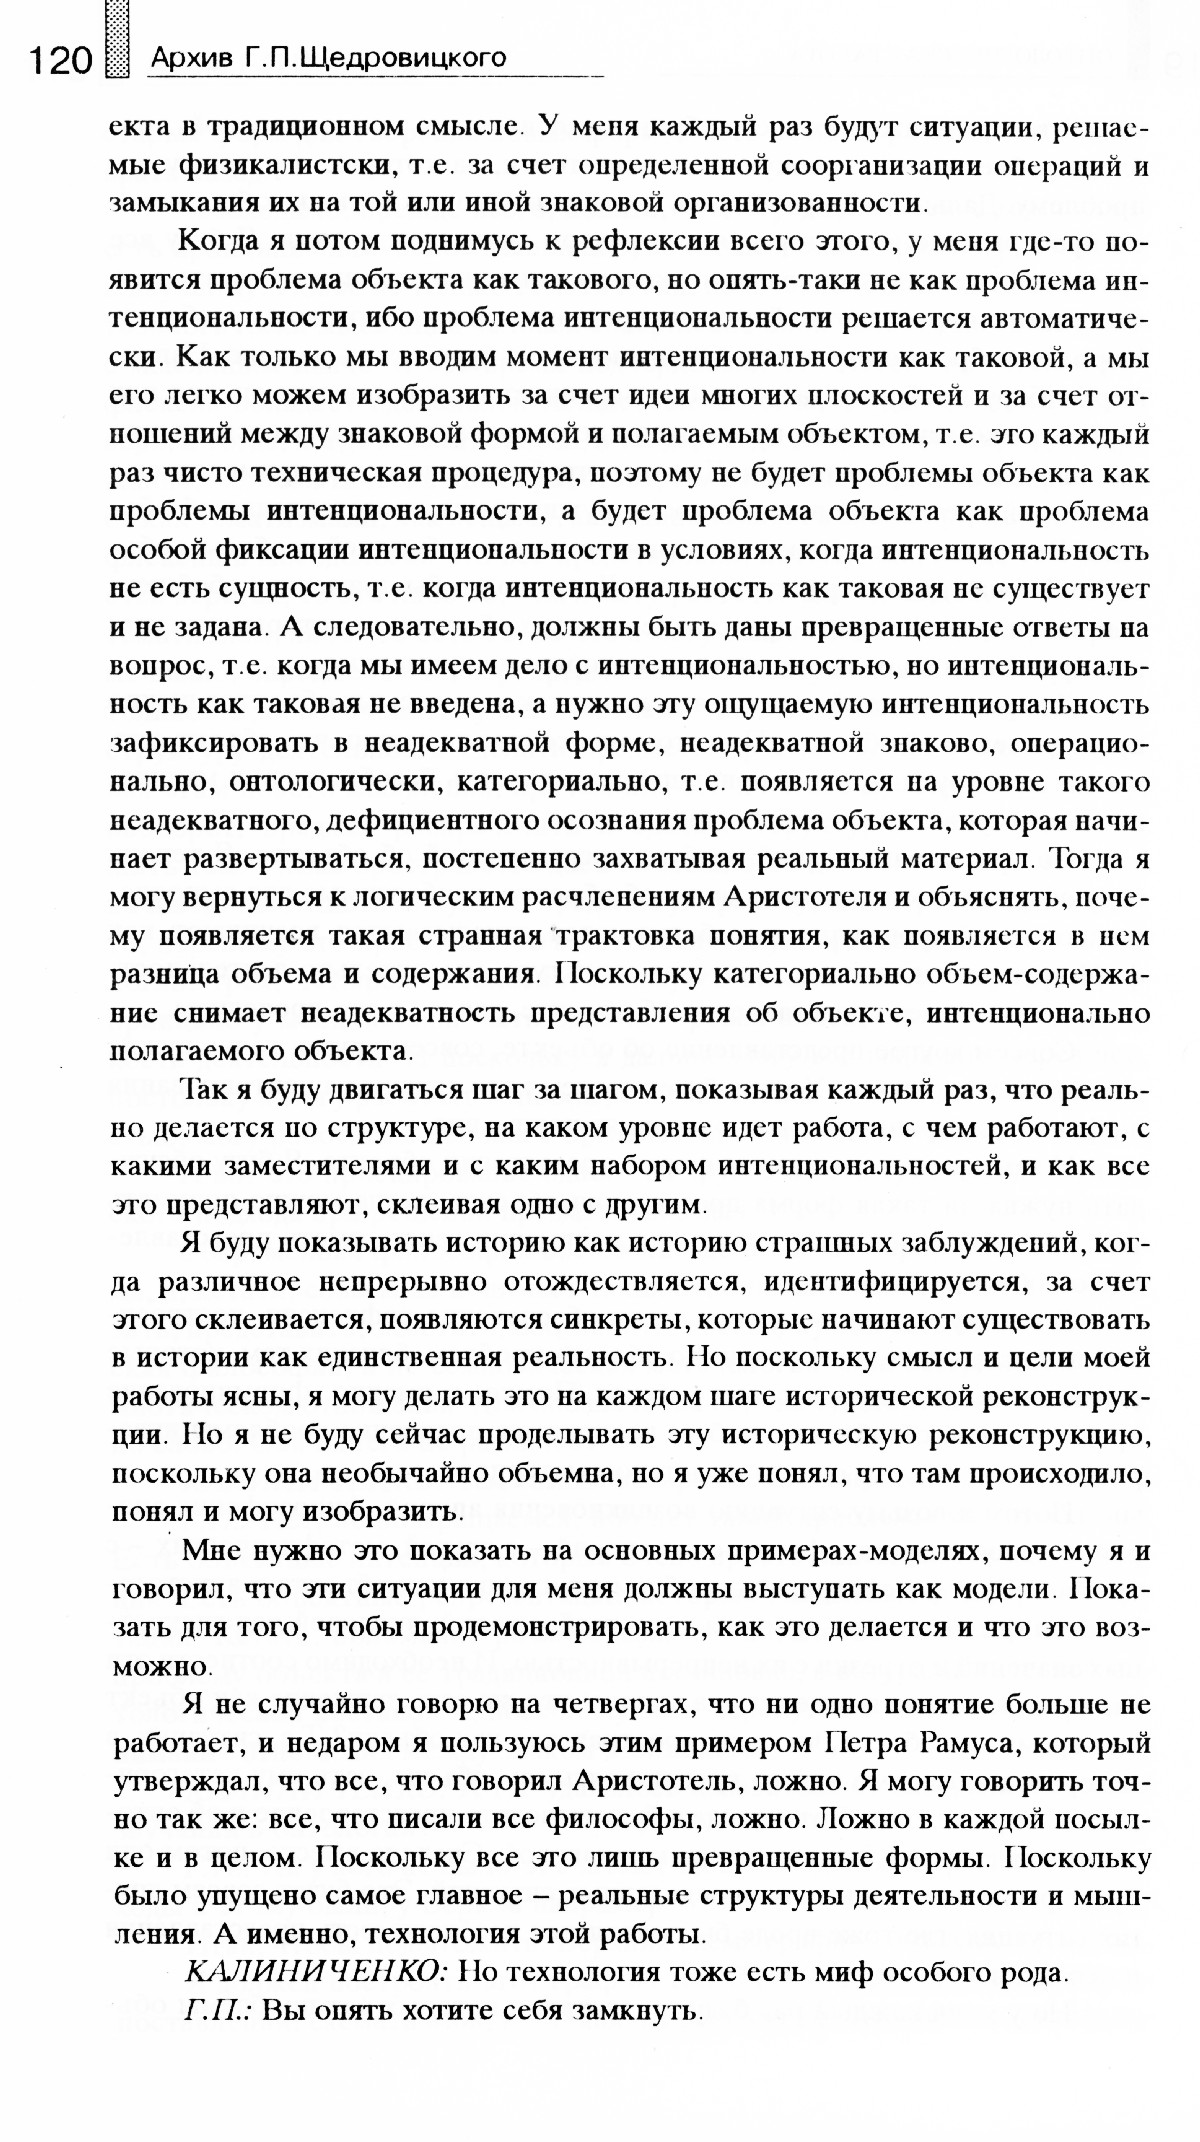 120 Архив Г.П.Щедровицкого
екта в традиционном смысле. У меня каждый раз будут ситуации, решае-
мые физикалистски, т.е. за счет определенной соорганизации операций и
замыкания их на той или иной знаковой организованности.
Когда я потом поднимусь к рефлексии всего этого, у меня где-то по-
явится проблема объекта как такового, но опять-таки не как проблема ин-
тенциональности, ибо проблема интенциональности решается автоматиче-
ски. Как только мы вводим момент интенциональности как таковой, а мы
его легко можем изобразить за счет идеи многих плоскостей и за счет от-
ношений между знаковой формой и полагаемым объектом, т.е. это каждый
раз чисто техническая процедура, поэтому не будет проблемы объекта как
проблемы интенциональности, а будет проблема объекта как проблема
особой фиксации интенциональности в условиях, когда интенциональность
не есть сущность, т.е. когда интенциональность как таковая не существует
и не задана. А следовательно, должны быть даны превращенные ответы на
вопрос, т.е. когда мы имеем дело с интенциональностью, но интенциональ-
ность как таковая не введена, а нужно эту ощущаемую интенциональность
зафиксировать в неадекватной форме, неадекватной знаково, операцио-
нально, онтологически, категориально, т.е. появляется на уровне такого
неадекватного, дефициентного осознания проблема объекта, которая начи-
нает развертываться, постепенно захватывая реальный материал. Тогда я
могу вернуться к логическим расчленениям Аристотеля и объяснять, поче-
му появляется такая странная трактовка понятия, как появляется в нем
разница объема и содержания. Поскольку категориально объем-содержа-
ние снимает неадекватность представления об объекте, интенционально
полагаемого объекта.
Так я буду двигаться шаг за шагом, показывая каждый раз, что реаль-
но делается по структуре, на каком уровне идет работа, с чем работают, с
какими заместителями и с каким набором интенциональностей, и как все
это представляют, склеивая одно с другим.
Я буду показывать историю как историю страшных заблуждений, ког-
да различное непрерывно отождествляется, идентифицируется, за счет
этого склеивается, появляются синкреты, которые начинают существовать
в истории как единственная реальность. Но поскольку смысл и цели моей
работы ясны, я могу делать это на каждом шаге исторической реконструк-
ции. Но я не буду сейчас проделывать эту историческую реконструкцию,
поскольку она необычайно объемна, но я уже понял, что там происходило,
понял и могу изобразить.
Мне нужно это показать на основных примерах-моделях, почему я и
говорил, что эти ситуации для меня должны выступать как модели. Пока-
зать для того, чтобы продемонстрировать, как это делается и что это воз-
можно.
Я не случайно говорю на четвергах, что ни одно понятие больше не
работает, и недаром я пользуюсь этим примером Петра Рамуса, который
утверждал, что все, что говорил Аристотель, ложно. Я могу говорить точ-
но так же: все, что писали все философы, ложно. Ложно в каждой посыл-
ке и в целом. Поскольку все это лишь превращенные формы. Поскольку
было упущено самое главное – реальные структуры деятельности и мыш-
ления. А именно, технология этой работы.
КАЛИНИЧЕНКО: Но технология тоже есть миф особого рода.
Г.П.: Вы опять хотите себя замкнуть.